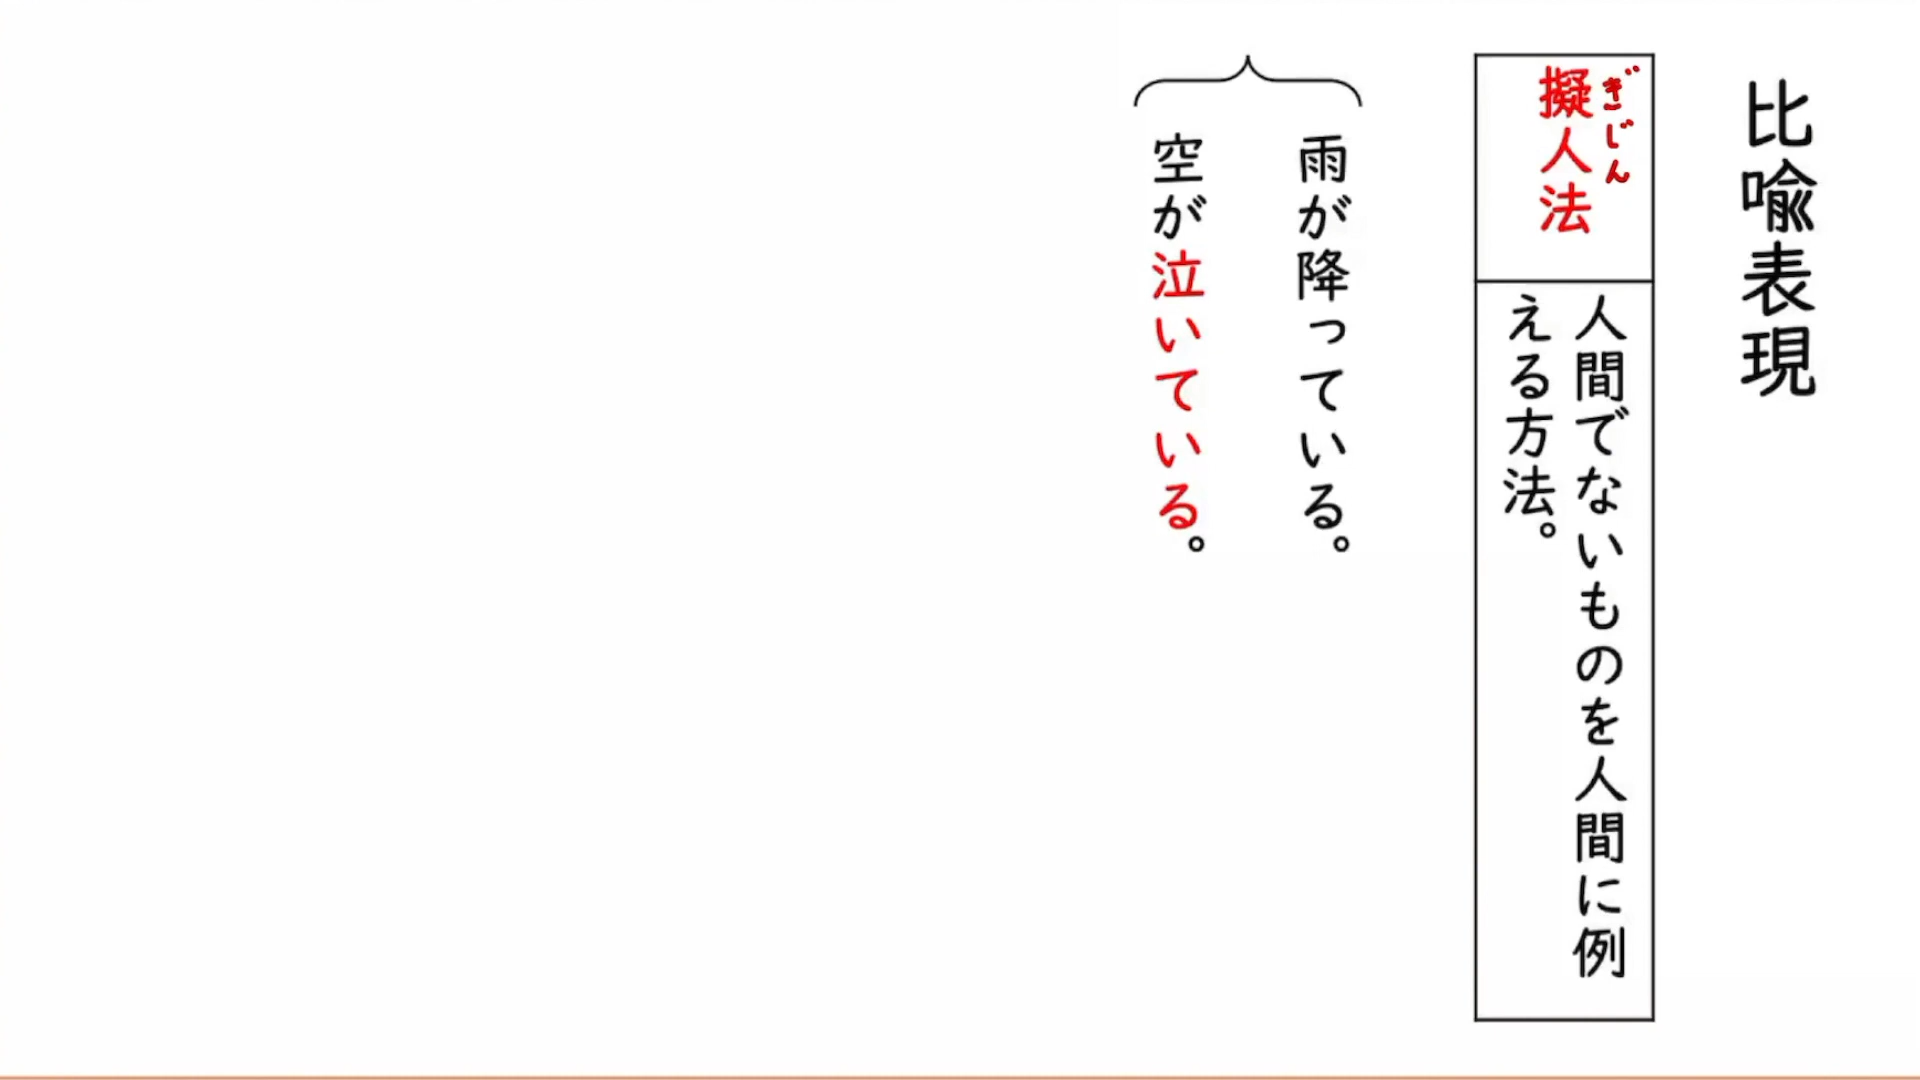 比喩表現
ぎじん
擬人法
人間でないものを人間に例
える方法。
雨が降っている。
空が泣いている。